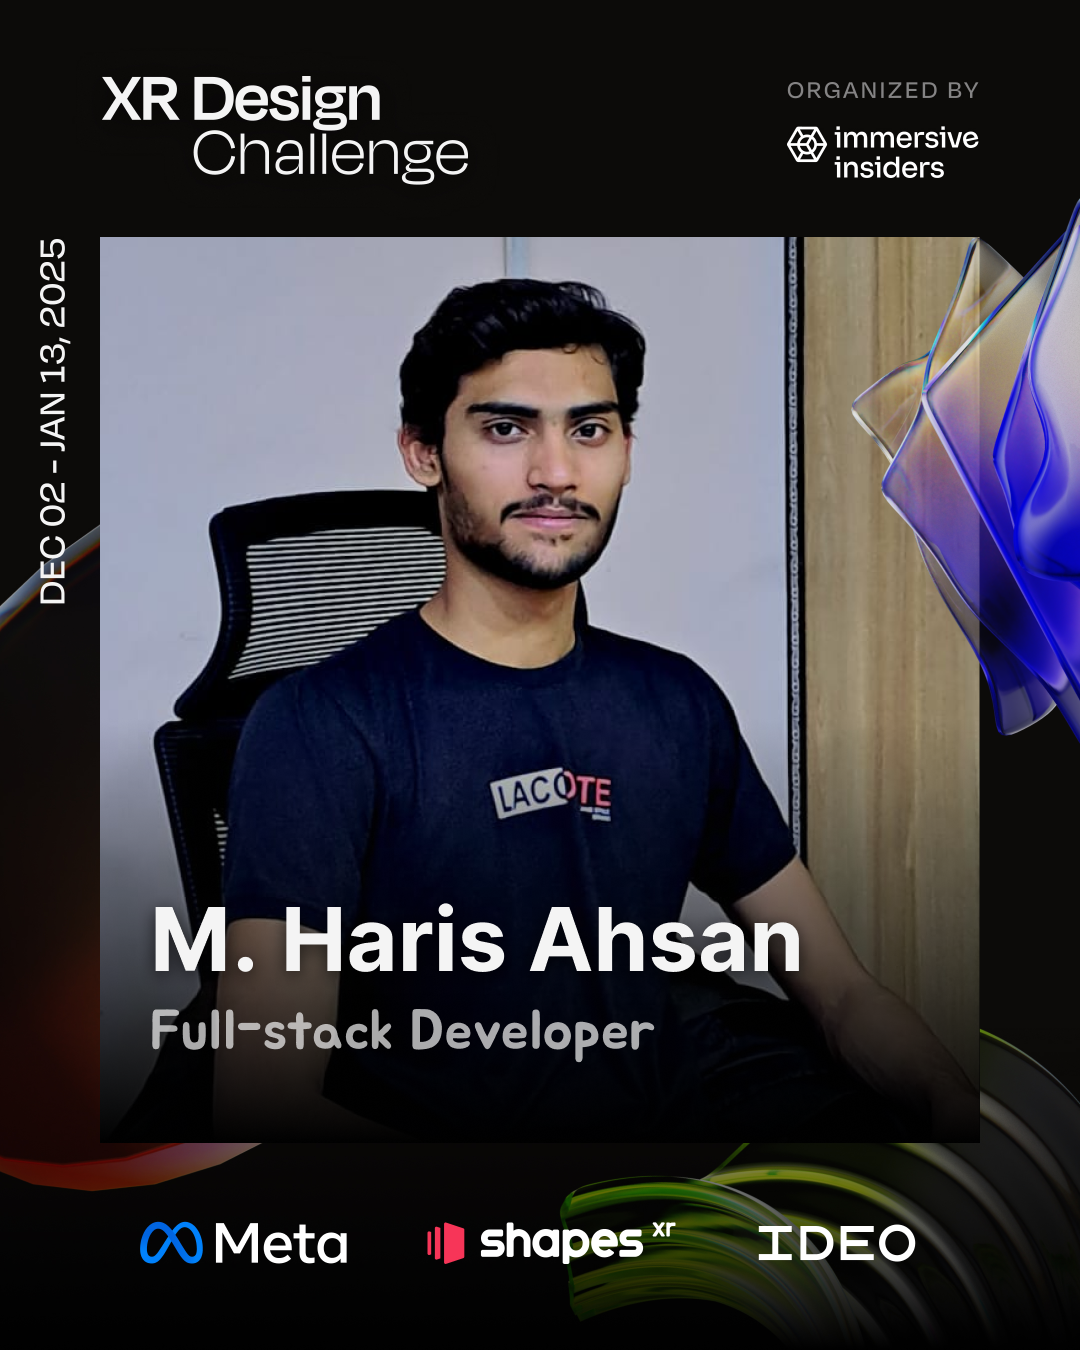 XR Design
Challenge
ORGANIZED BY
immersive
insiders
DEC 02 - JAN 13, 2025
LACOTE
M. Haris Ahsan
Full-stack Developer
Meta
shapes xr
IDEO